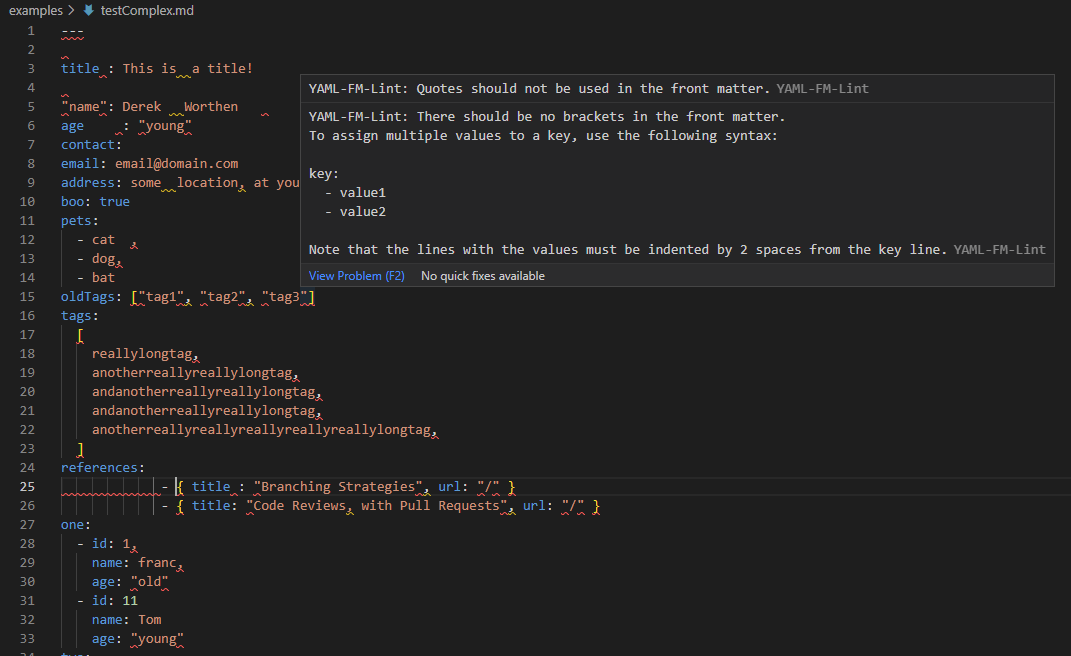 examples > testComplex.md
1 ---
2
3 title : This is  a title!
4
5 "name": Derek  Worthen
6 age     : "young"
7 contact:
8 email: email@domain.com
9 address: some  location, at you
10 boo: true
11 pets:
12   - cat  ,
13   - dog,
14   - bat
15 oldTags: ["tag1", "tag2", "tag3"]
16 tags:
17   [
18     reallylongtag,
19     anotherreallyreallylongtag,
20     andanotherreallyreallylongtag,
21     andanotherreallyreallylongtag,
22     anotherreallyreallyreallyreallyreallylongtag,
23   ]
24 references:
25              - { title : "Branching Strategies", url: "/" }
26              - { title: "Code Reviews, with Pull Requests", url: "/" }
27 one:
28   - id: 1,
29     name: franc,
30     age: "old"
31   - id: 11
32     name: Tom
33     age: "young"
YAML-FM-Lint: Quotes should not be used in the front matter. YAML-FM-Lint
YAML-FM-Lint: There should be no brackets in the front matter.
To assign multiple values to a key, use the following syntax:
key:
  - value1
  - value2
Note that the lines with the values must be indented by 2 spaces from the key line. YAML-FM-Lint
View Problem (F2) No quick fixes available